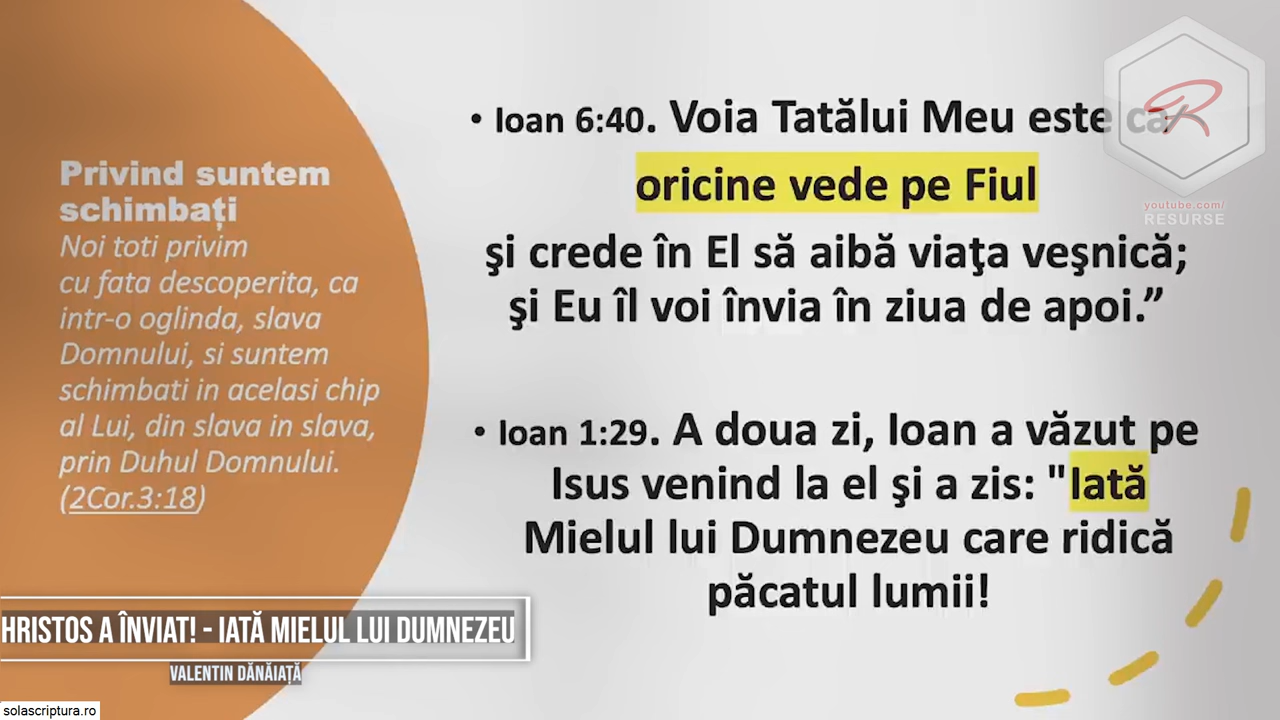 Privind suntem
schimbați
Noi toti privim
cu fata descoperita, ca
intr-o oglinda, slava
Domnului, si suntem
schimbati in acelasi chip
al Lui, din slava in slava,
prin Duhul Domnului.
(2Cor.3:18)
• Ioan 6:40. Voia Tatălui Meu este ca
oricine vede pe Fiul
şi crede în El să aibă viaţa veşnică;
şi Eu îl voi învia în ziua de apoi.”
• Ioan 1:29. A doua zi, Ioan a văzut pe
Isus venind la el şi a zis: "Iată
Mielul lui Dumnezeu care ridică
păcatul lumii!
R
youtube.com/
RESURSE
HRISTOS A ÎNVIAT! - IATĂ MIELUL LUI DUMNEZEU
VALENTIN DĂNĂIAȚĂ
solascriptura.ro